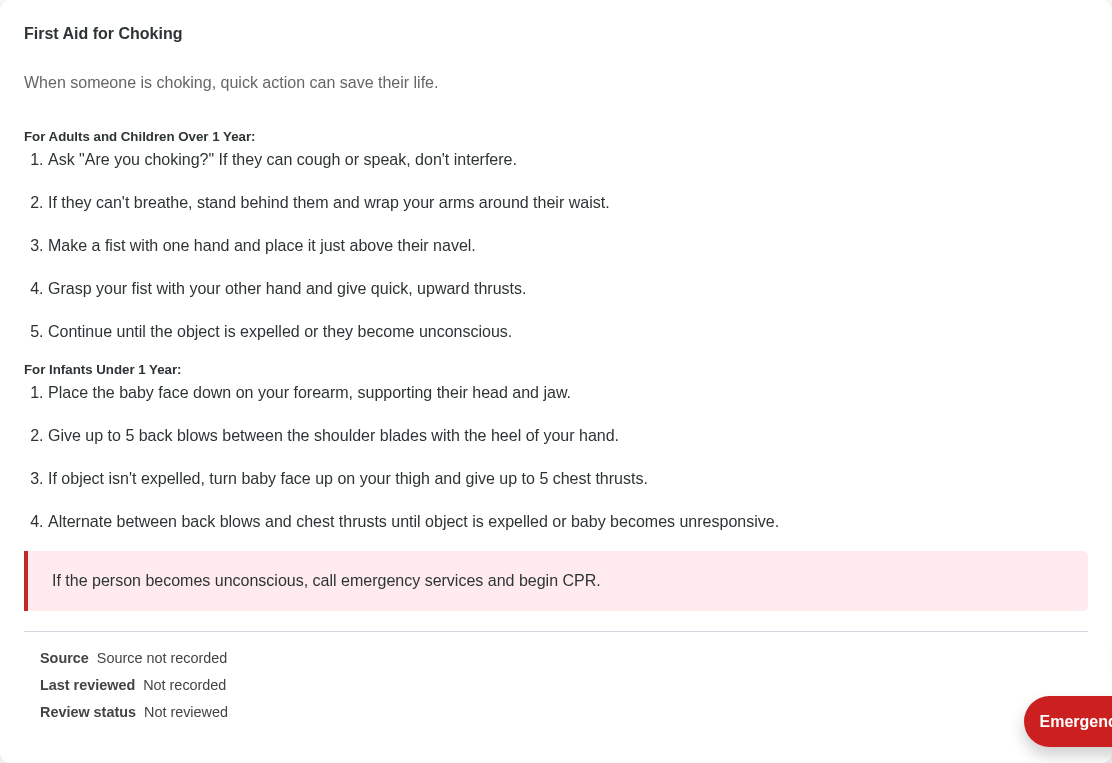 First Aid for Choking
When someone is choking, quick action can save their life.
For Adults and Children Over 1 Year:
1. Ask "Are you choking?" If they can cough or speak, don't interfere.
2. If they can't breathe, stand behind them and wrap your arms around their waist.
3. Make a fist with one hand and place it just above their navel.
4. Grasp your fist with your other hand and give quick, upward thrusts.
5. Continue until the object is expelled or they become unconscious.
For Infants Under 1 Year:
1. Place the baby face down on your forearm, supporting their head and jaw.
2. Give up to 5 back blows between the shoulder blades with the heel of your hand.
3. If object isn't expelled, turn baby face up on your thigh and give up to 5 chest thrusts.
4. Alternate between back blows and chest thrusts until object is expelled or baby becomes unresponsive.
If the person becomes unconscious, call emergency services and begin CPR.
Source Source not recorded
Last reviewed Not recorded
Review status Not reviewed